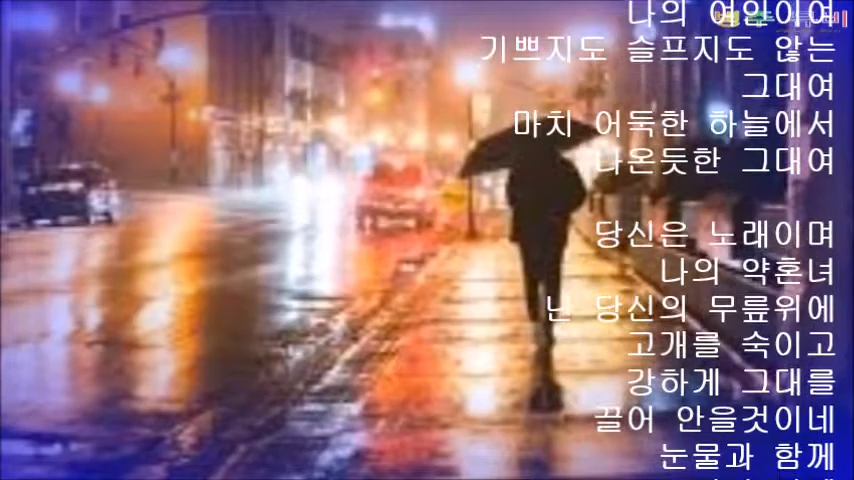 나의 여인이여
기쁘지도 슬프지도 않는
그대여
마치 어둑한 하늘에서
나온듯한 그대여
당신은 노래이며
나의 약혼녀
난 당신의 무릎위에
고개를 숙이고
강하게 그대를
끌어 안을것이네
눈물과 함께